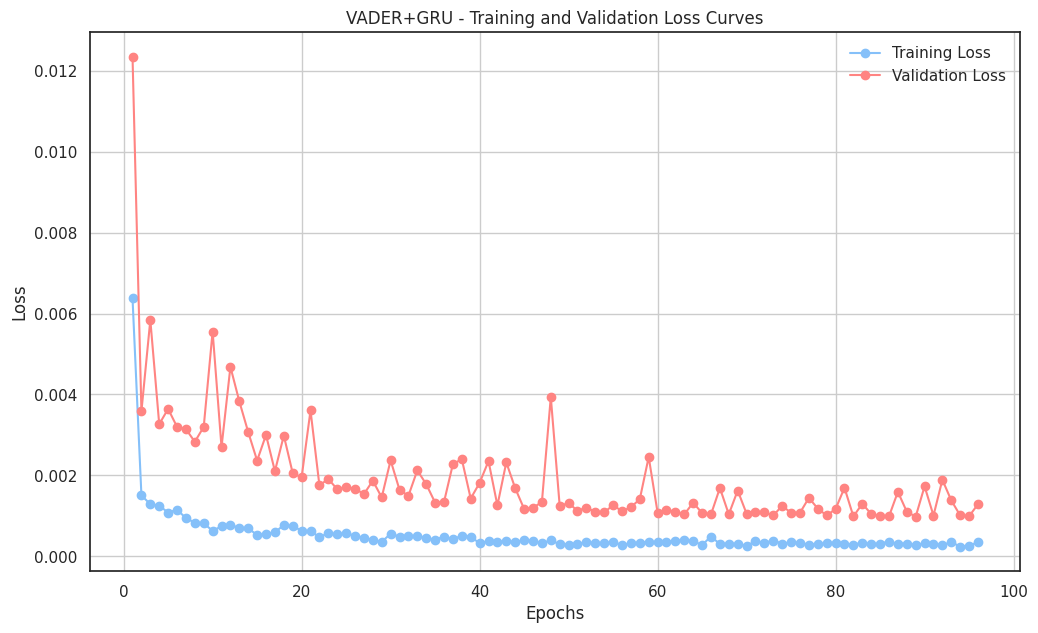 VADER+GRU - Training and Validation Loss Curves
Training Loss
Validation Loss
0.012
0.010
0.008
0.006
0.004
0.002
0.000
Loss
0
20
40
60
80
100
Epochs